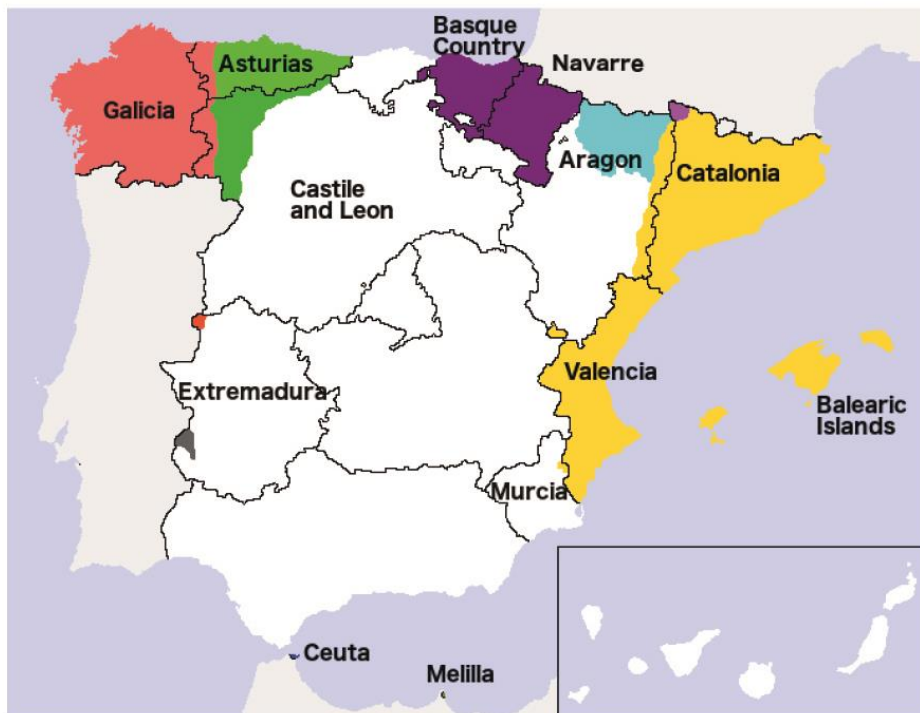 Basque
Country
Asturias
Navarre
Galicia
Aragon
Catalonia
Castile
and Leon
Extremadura
Valencia
Balearic
Islands
Murcia
Ceuta
Melilla